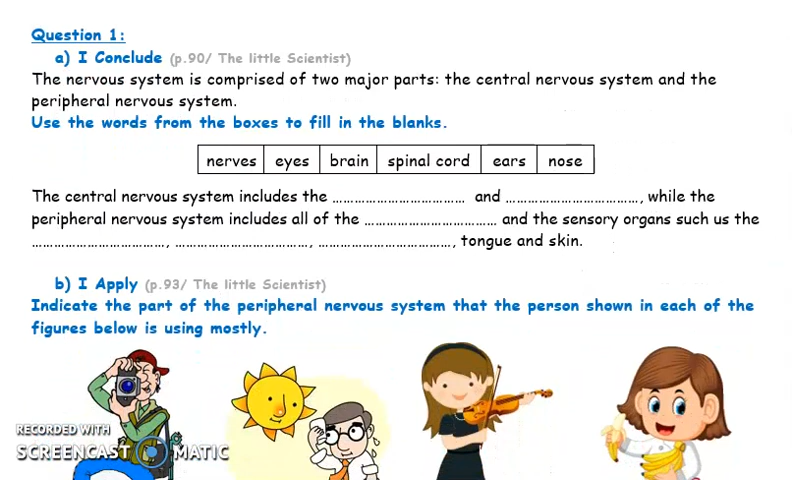 Question 1:
a) I Conclude (p.90/ The little Scientist)
The nervous system is comprised of two major parts: the central nervous system and the
peripheral nervous system.
Use the words from the boxes to fill in the blanks.
nerves eyes brain spinal cord ears nose
The central nervous system includes the ……………………………… and ………………………………, while the
peripheral nervous system includes all of the ……………………………… and the sensory organs such us the
………………………………, ………………………………, ………………………………, tongue and skin.
b) I Apply (p.93/ The little Scientist)
Indicate the part of the peripheral nervous system that the person shown in each of the
figures below is using mostly.
RECORDED WITH
SCREENCAST MATIC